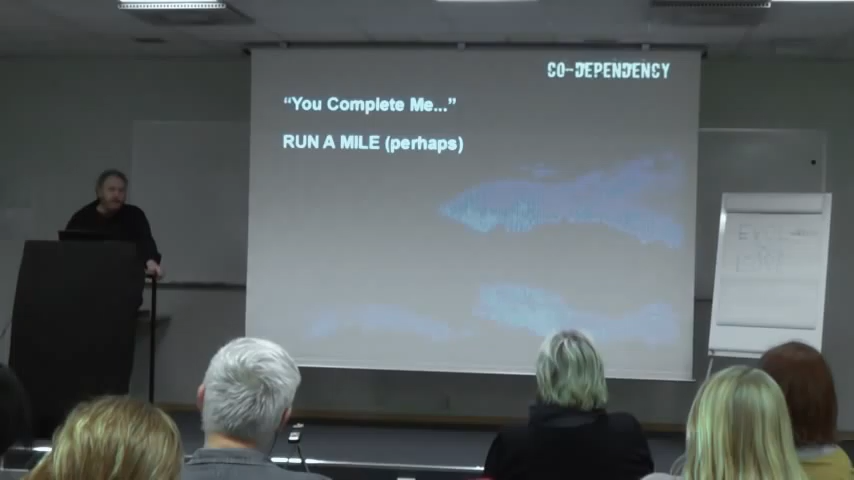 CO-DEPENDENCY
“You Complete Me...”
RUN A MILE (perhaps)